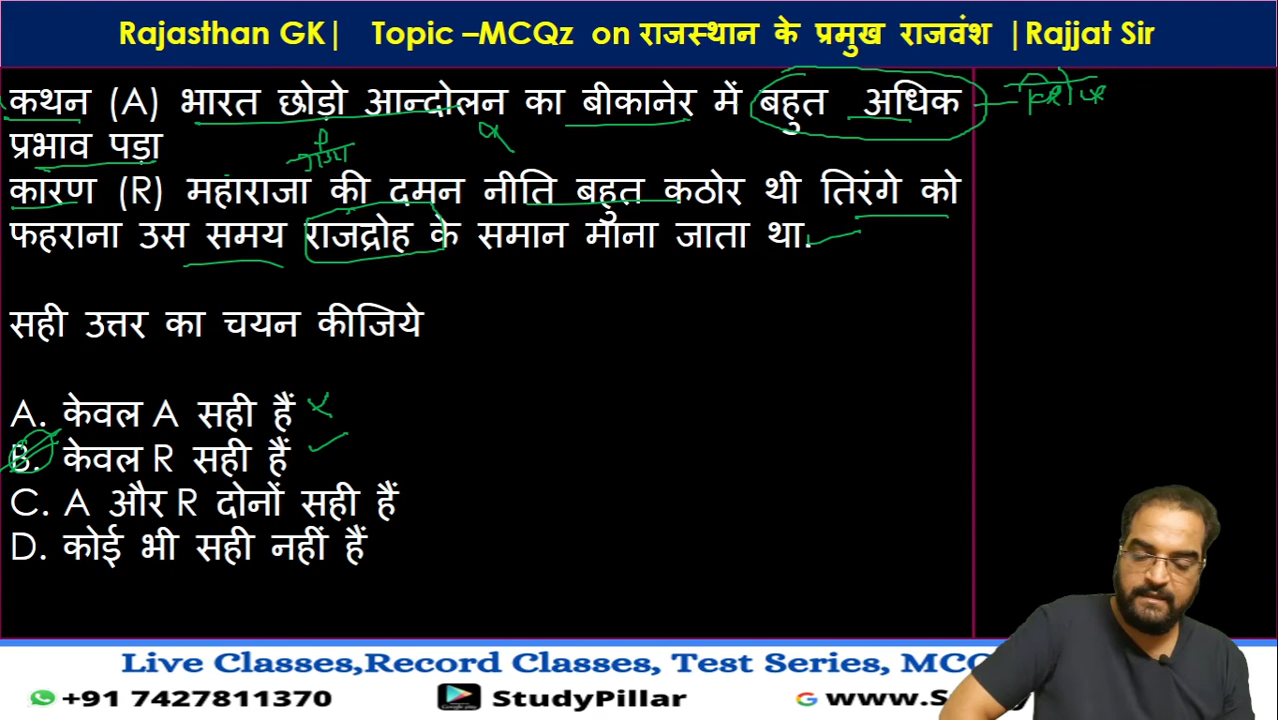 Rajasthan GK| Topic –MCQz on राजस्थान के प्रमुख राजवंश |Rajjat Sir
कथन (A) भारत छोड़ो आन्दोलन का बीकानेर में बहुत अधिक
प्रभाव पड़ा
कारण (R) महाराजा की दमन नीति बहुत कठोर थी तिरंगे को
फहराना उस समय राजद्रोह के समान माना जाता था.
सही उत्तर का चयन कीजिये
A. केवल A सही हैं
B. केवल R सही हैं
C. A और R दोनों सही हैं
D. कोई भी सही नहीं हैं
Live Classes,Record Classes, Test Series, MC
+91 7427811370 StudyPillar www.S